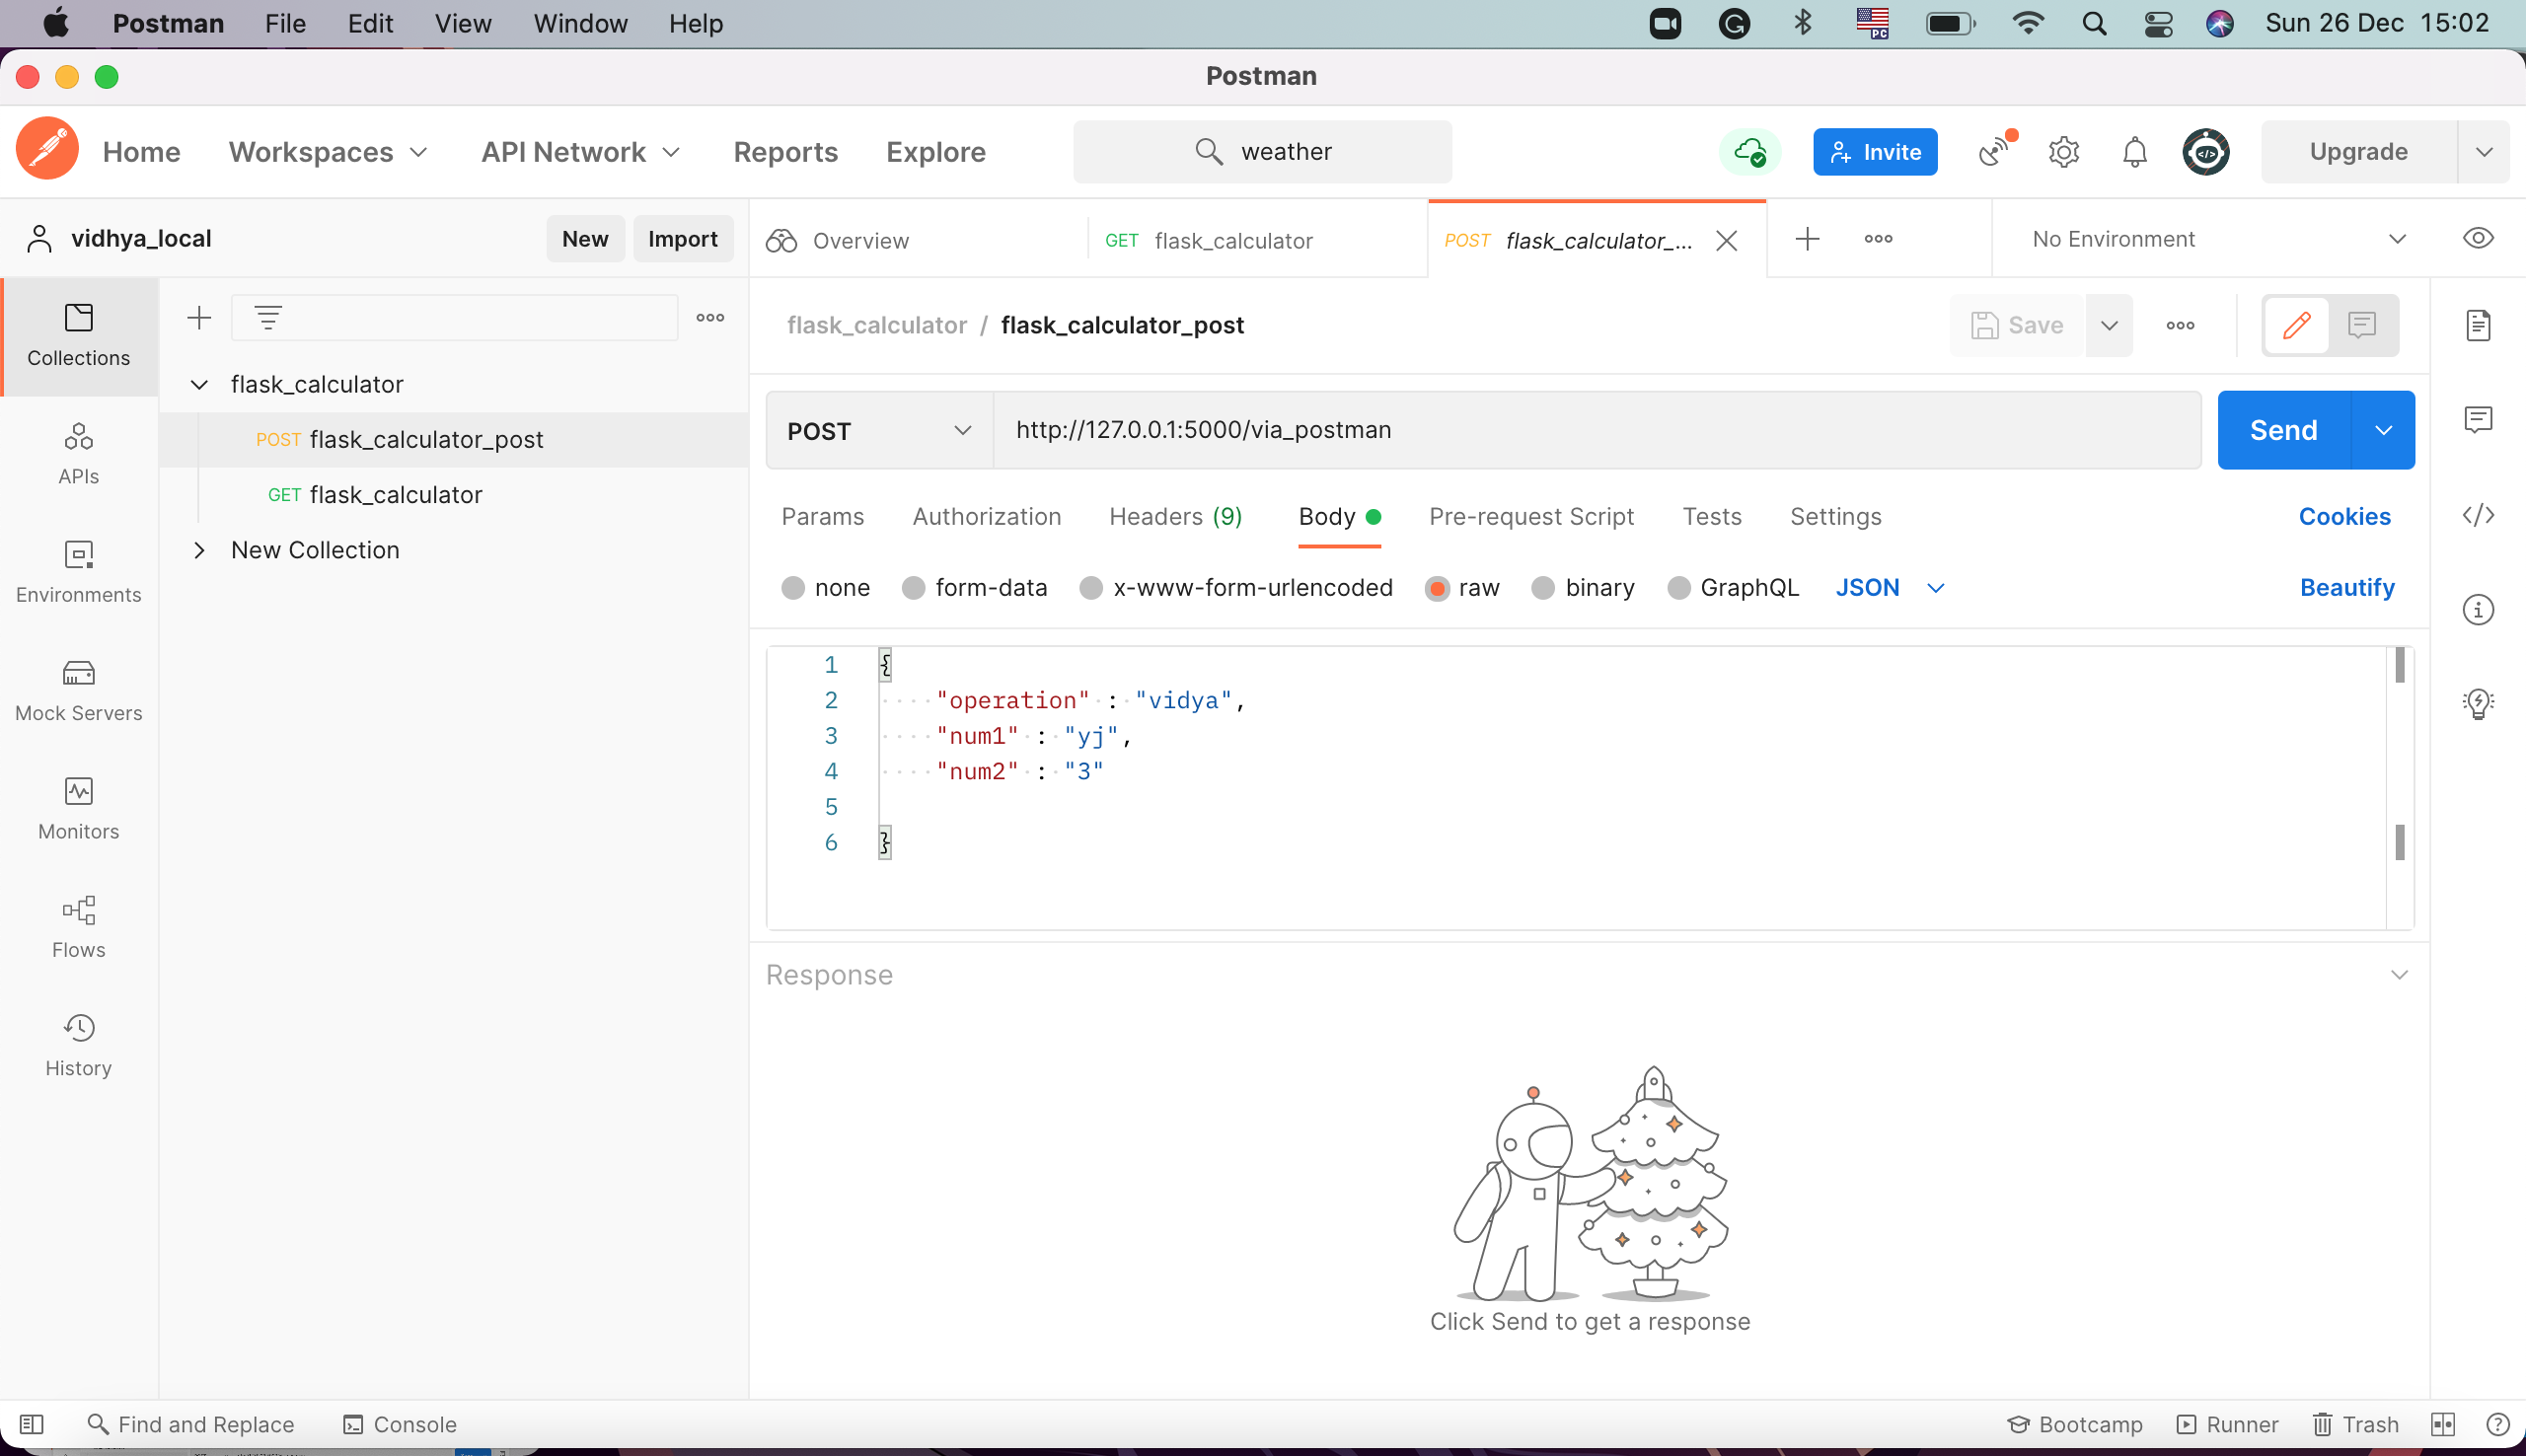 Postman File Edit View Window Help PC Sun 26 Dec 15:02
Postman
Home Workspaces API Network Reports Explore weather Invite Upgrade
vidhya_local New Import Overview GET flask_calculator POST flask_calculator_... No Environment
Collections
APIs
Environments
Mock Servers
Monitors
Flows
History
flask_calculator
POST flask_calculator_post
GET flask_calculator
New Collection
flask_calculator / flask_calculator_post Save
POST http://127.0.0.1:5000/via_postman Send
Params Authorization Headers (9) Body Pre-request Script Tests Settings Cookies
none form-data x-www-form-urlencoded raw binary GraphQL JSON Beautify
1 {
2 "operation" : "vidya",
3 "num1" : "yj",
4 "num2" : "3"
5
6 }
Response
Click Send to get a response
Find and Replace Console Bootcamp Runner Trash